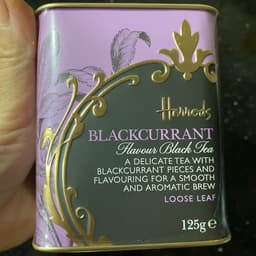 Harrods
BLACKCURRANT
Flavour Black Tea
A DELICATE TEA WITH
BLACKCURRANT PIECES AND
FLAVOURING FOR A SMOOTH
AND AROMATIC BREW
LOOSE LEAF
125g e